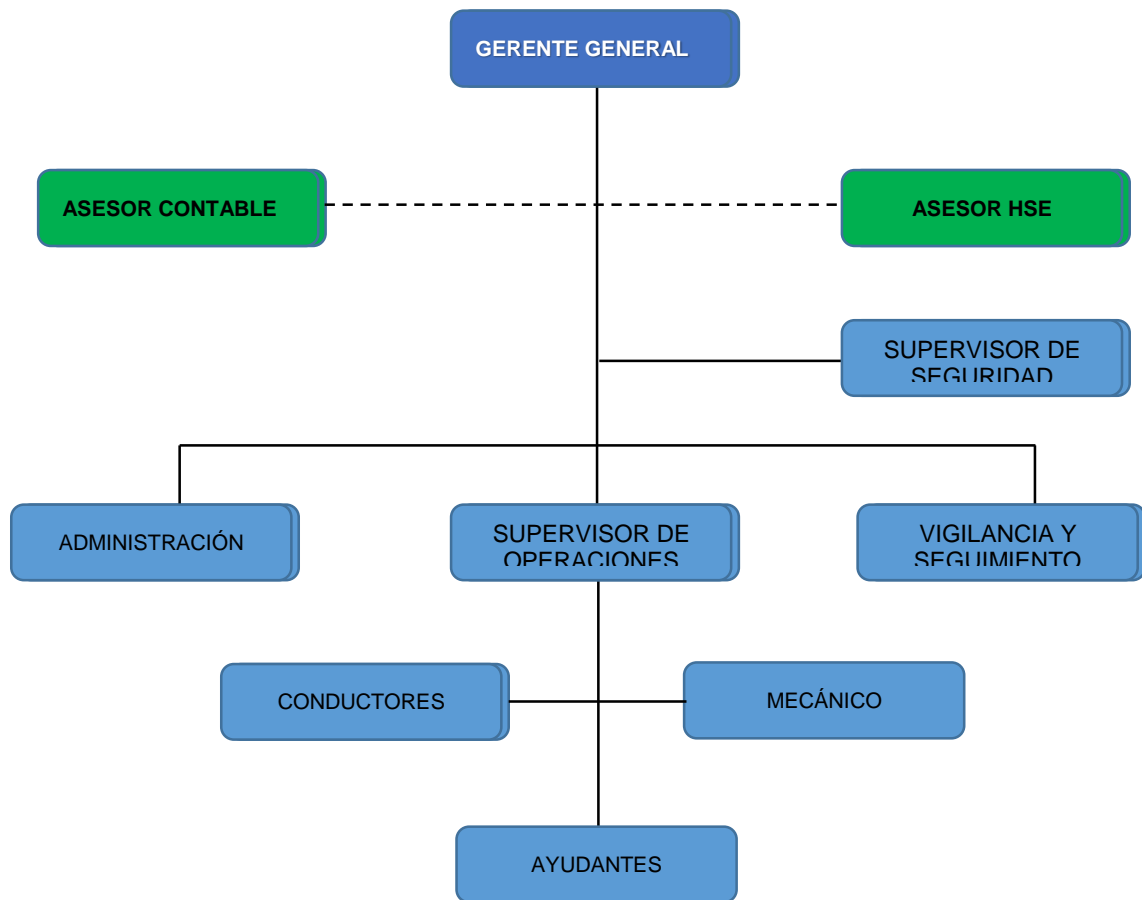 GERENTE GENERAL
ASESOR CONTABLE
ASESOR HSE
SUPERVISOR DE
SEGURIDAD
ADMINISTRACIÓN
SUPERVISOR DE
OPERACIONES
VIGILANCIA Y
SEGUIMIENTO
CONDUCTORES
MECÁNICO
AYUDANTES